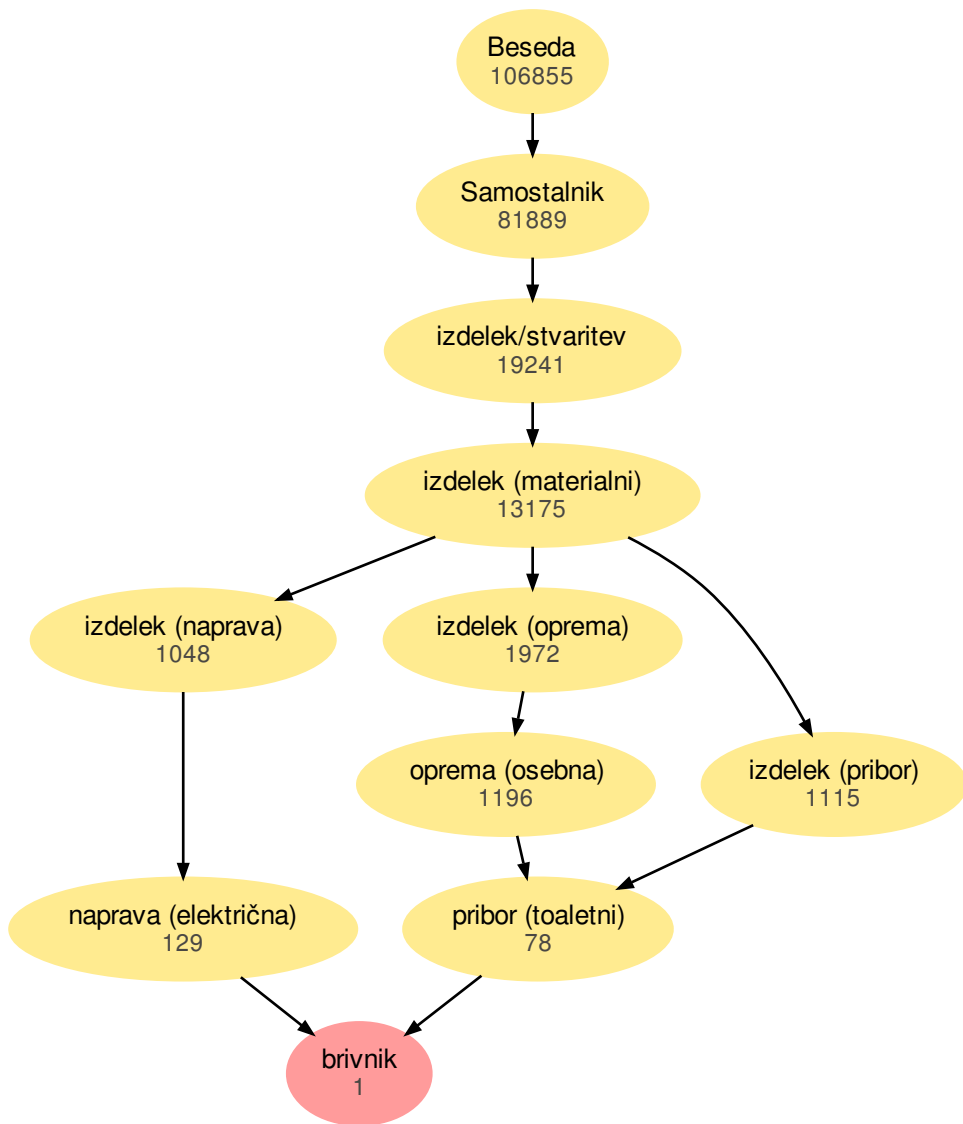 Beseda
106855
Samostalnik
81889
izdelek/stvaritev
19241
izdelek (materialni)
13175
izdelek (naprava)
1048
izdelek (oprema)
1972
oprema (osebna)
1196
izdelek (pribor)
1115
naprava (električna)
129
pribor (toaletni)
78
brivnik
1